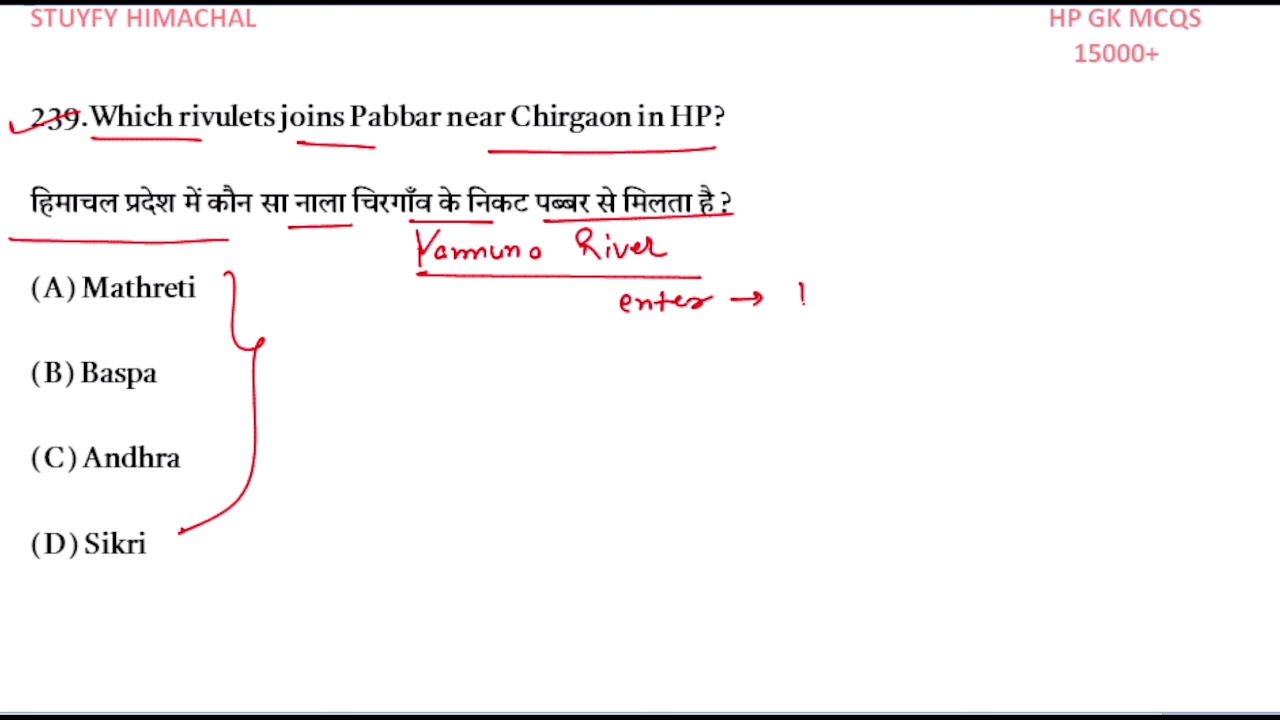 STUYFY HIMACHAL
HP GK MCQS
15000+
239.Which rivulets joins Pabbar near Chirgaon in HP?
हिमाचल प्रदेश में कौन सा नाला चिरगाँव के निकट पब्बर से मिलता है ?
Yamuna River
(A) Mathreti
enter →
(B) Baspa
(C) Andhra
(D) Sikri